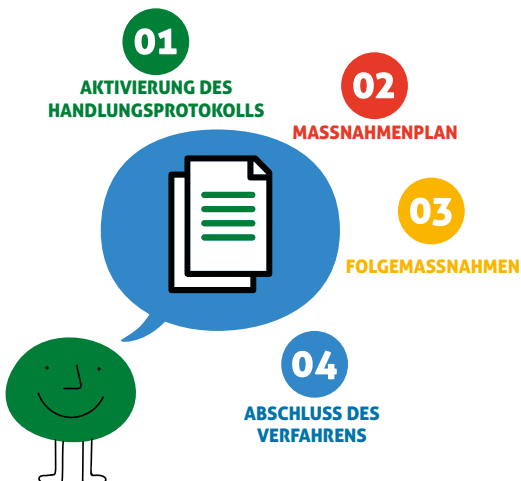 01
AKTIVIERUNG DES
HANDLUNGSPROTOKOLLS
02
MASSNAHMENPLAN
03
FOLGEMASSNAHMEN
04
ABSCHLUSS DES
VERFAHRENS